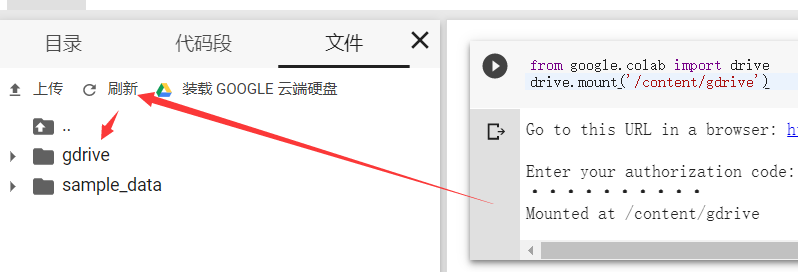 目录 代码段 文件
上传 刷新 装载 GOOGLE 云端硬盘
..
gdrive
sample_data
from google.colab import drive
drive.mount('/content/gdrive')
Go to this URL in a browser:
Enter your authorization code:
··········
Mounted at /content/gdrive